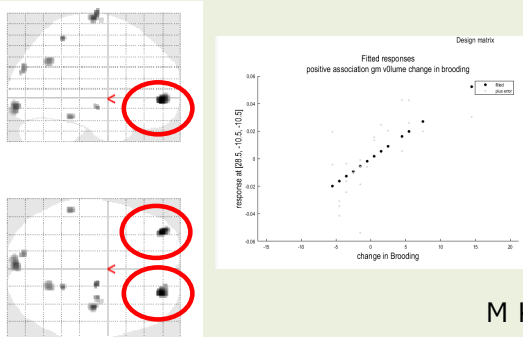 Design matrix
Fitted responses
positive association gm v0lume change in brooding
fitted
plus error
response at [28.5, -10.5, -10.5]
0.06
0.04
0.02
0
-0.02
-0.04
-0.06
-15 -10 -5 0 5 10 15 20
change in Brooding
<
<
M